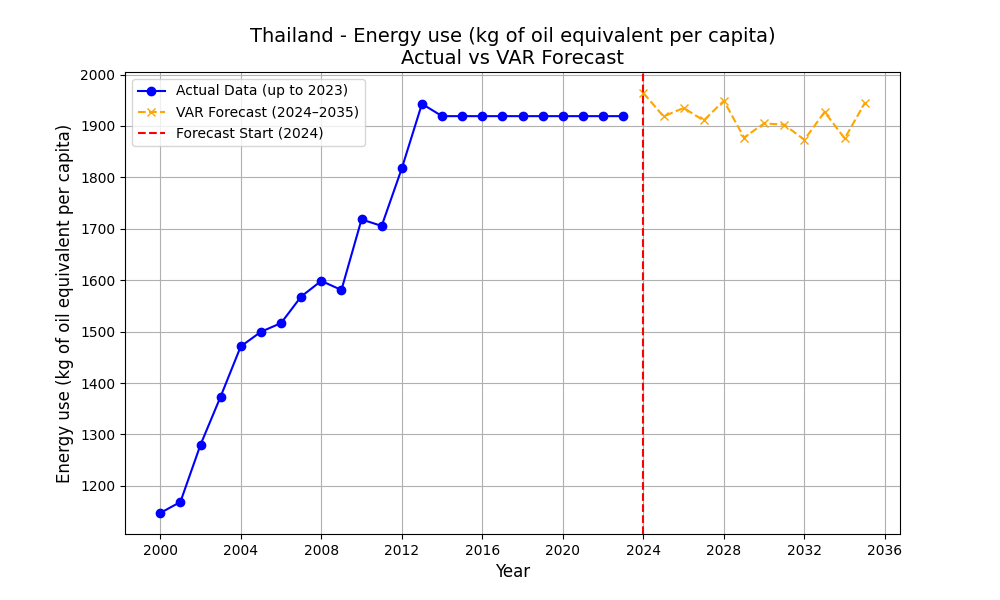 Thailand - Energy use (kg of oil equivalent per capita)
Actual vs VAR Forecast
Energy use (kg of oil equivalent per capita)
2000
1900
1800
1700
1600
1500
1400
1300
1200
Actual Data (up to 2023)
VAR Forecast (2024–2035)
Forecast Start (2024)
2000 2004 2008 2012 2016 2020 2024 2028 2032 2036
Year